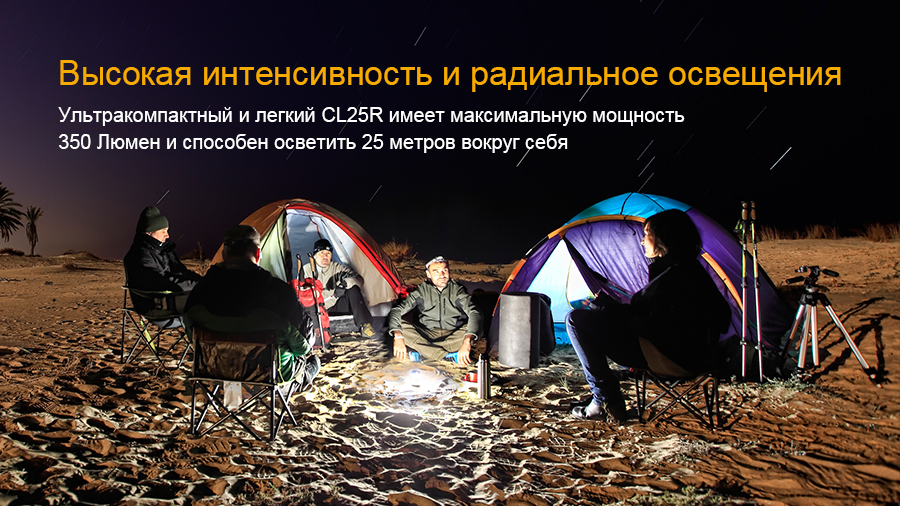 Высокая интенсивность и радиальное освещения
Ультракомпактный и легкий CL25R имеет максимальную мощность
350 Люмен и способен осветить 25 метров вокруг себя